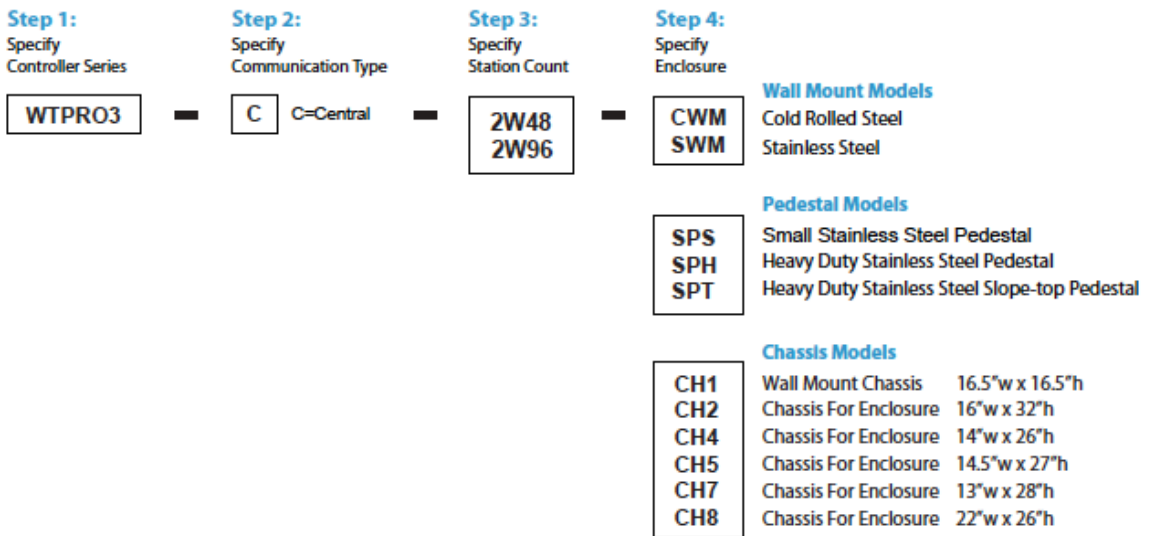 Step 1:
Specify
Controller Series
WTPRO3
Step 2:
Specify
Communication Type
C C=Central
Step 3:
Specify
Station Count
2W48
2W96
Step 4:
Specify
Enclosure
Wall Mount Models
CWM Cold Rolled Steel
SWM Stainless Steel
Pedestal Models
SPS Small Stainless Steel Pedestal
SPH Heavy Duty Stainless Steel Pedestal
SPT Heavy Duty Stainless Steel Slope-top Pedestal
Chassis Models
CH1 Wall Mount Chassis 16.5"w x 16.5"h
CH2 Chassis For Enclosure 16"w x 32"h
CH4 Chassis For Enclosure 14"w x 26"h
CH5 Chassis For Enclosure 14.5"w x 27"h
CH7 Chassis For Enclosure 13"w x 28"h
CH8 Chassis For Enclosure 22"w x 26"h